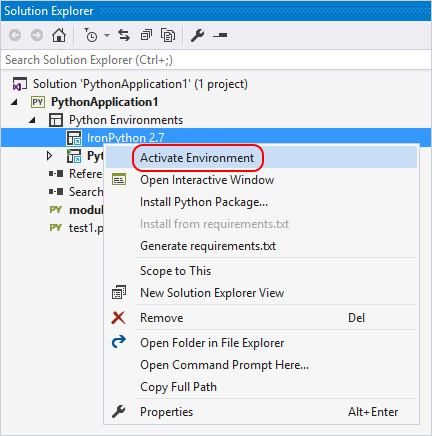 Solution Explorer
Search Solution Explorer (Ctrl+;)
Solution 'PythonApplication1' (1 project)
PY PythonApplication1
Python Environments
IronPython 2.7
Activate Environment
Open Interactive Window
Install Python Package...
Install from requirements.txt
Generate requirements.txt
Scope to This
New Solution Explorer View
Remove Del
Open Folder in File Explorer
Open Command Prompt Here...
Copy Full Path
Properties Alt+Enter
Pyt
Refere
Search
PY modul
PY test1.p